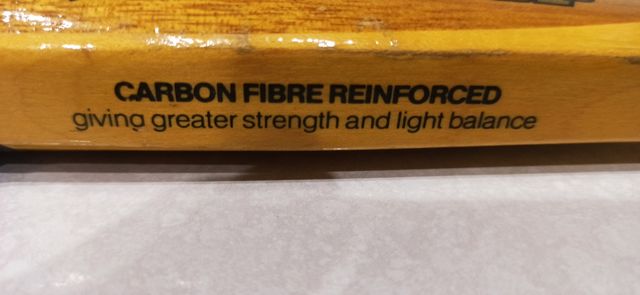 CARBON FIBRE REINFORCED
giving greater strength and light balance